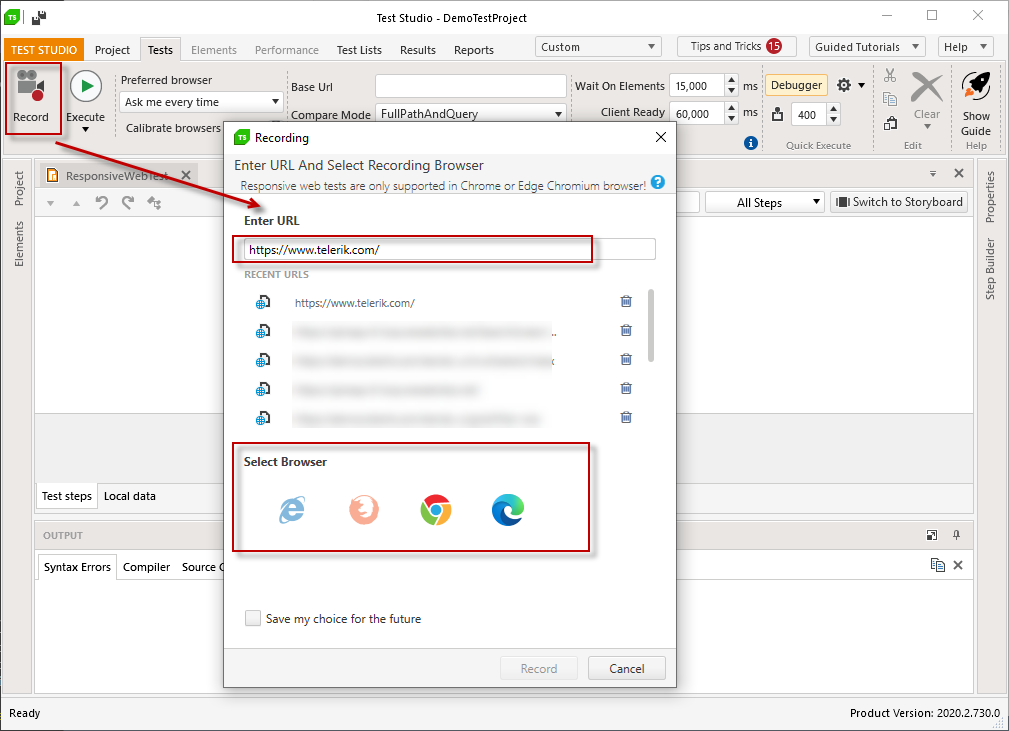 TS
Test Studio - DemoTestProject
TEST STUDIO Project Tests Elements Performance Test Lists Results Reports Custom Tips and Tricks 15 Guided Tutorials Help
Record
Execute
Preferred browser
Ask me every time
Calibrate browsers
Base Url
Compare Mode FullPathAndQuery
Wait On Elements 15,000 ms
Client Ready 60,000 ms
Debugger
400
Quick Execute
Clear
Edit
Show
Guide
Help
Project
Elements
ResponsiveWebTest
All Steps Switch to Storyboard
Properties
Step Builder
TS Recording
Enter URL And Select Recording Browser
Responsive web tests are only supported in Chrome or Edge Chromium browser!
Enter URL
https://www.telerik.com/
RECENT URLS
https://www.telerik.com/
Select Browser
Save my choice for the future
Record Cancel
Test steps Local data
OUTPUT
Syntax Errors Compiler Source
Ready
Product Version: 2020.2.730.0